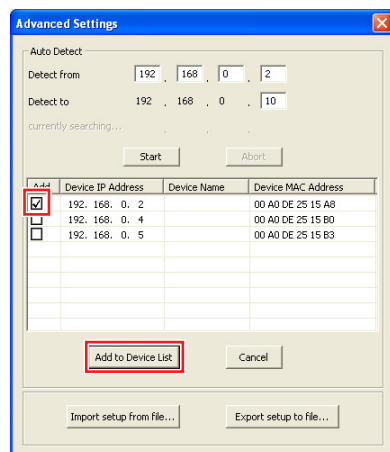 Advanced Settings
Auto Detect
Detect from 192 . 168 . 0 . 2
Detect to 192 . 168 . 0 . 10
currently searching... . . .
Start Abort
Add Device IP Address Device Name Device MAC Address
192. 168. 0. 2 00 A0 DE 25 15 A8
192. 168. 0. 4 00 A0 DE 25 15 B0
192. 168. 0. 5 00 A0 DE 25 15 B3
Add to Device List Cancel
Import setup from file... Export setup to file...